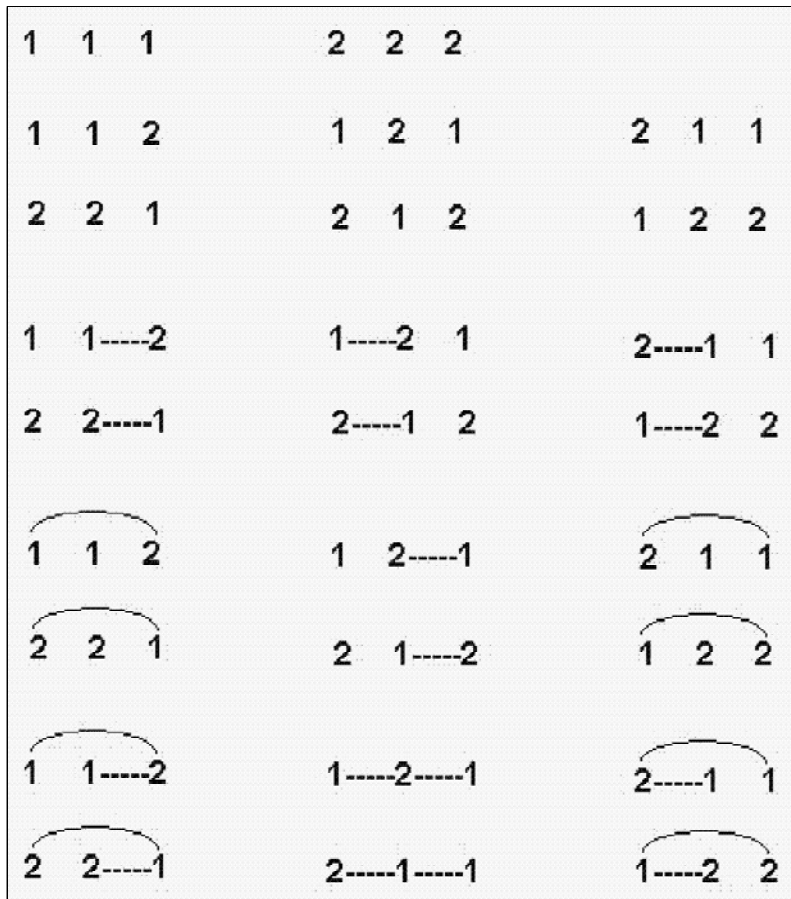 1 1 1 2 2 2
1 1 2 1 2 1 2 1 1
2 2 1 2 1 2 1 2 2
1 1-----2 1-----2 1 2-----1 1
2 2-----1 2-----1 2 1-----2 2
1 1 2 1 2-----1 2 1 1
2 2 1 2 1-----2 1 2 2
1 1-----2 1-----2-----1 2-----1 1
2 2-----1 2-----1-----1 1-----2 2